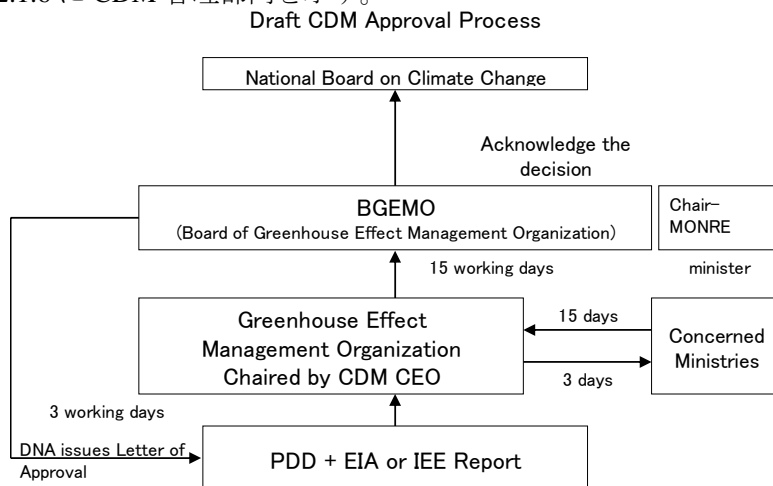 CDM
Draft CDM Approval Process
National Board on Climate Change
Acknowledge the
decision
BGEMO
(Board of Greenhouse Effect Management Organization)
Chair-
MONRE
minister
15 working days
Greenhouse Effect
Management Organization
Chaired by CDM CEO
15 days
3 days
Concerned
Ministries
3 working days
DNA issues Letter of
Approval
PDD + EIA or IEE Report